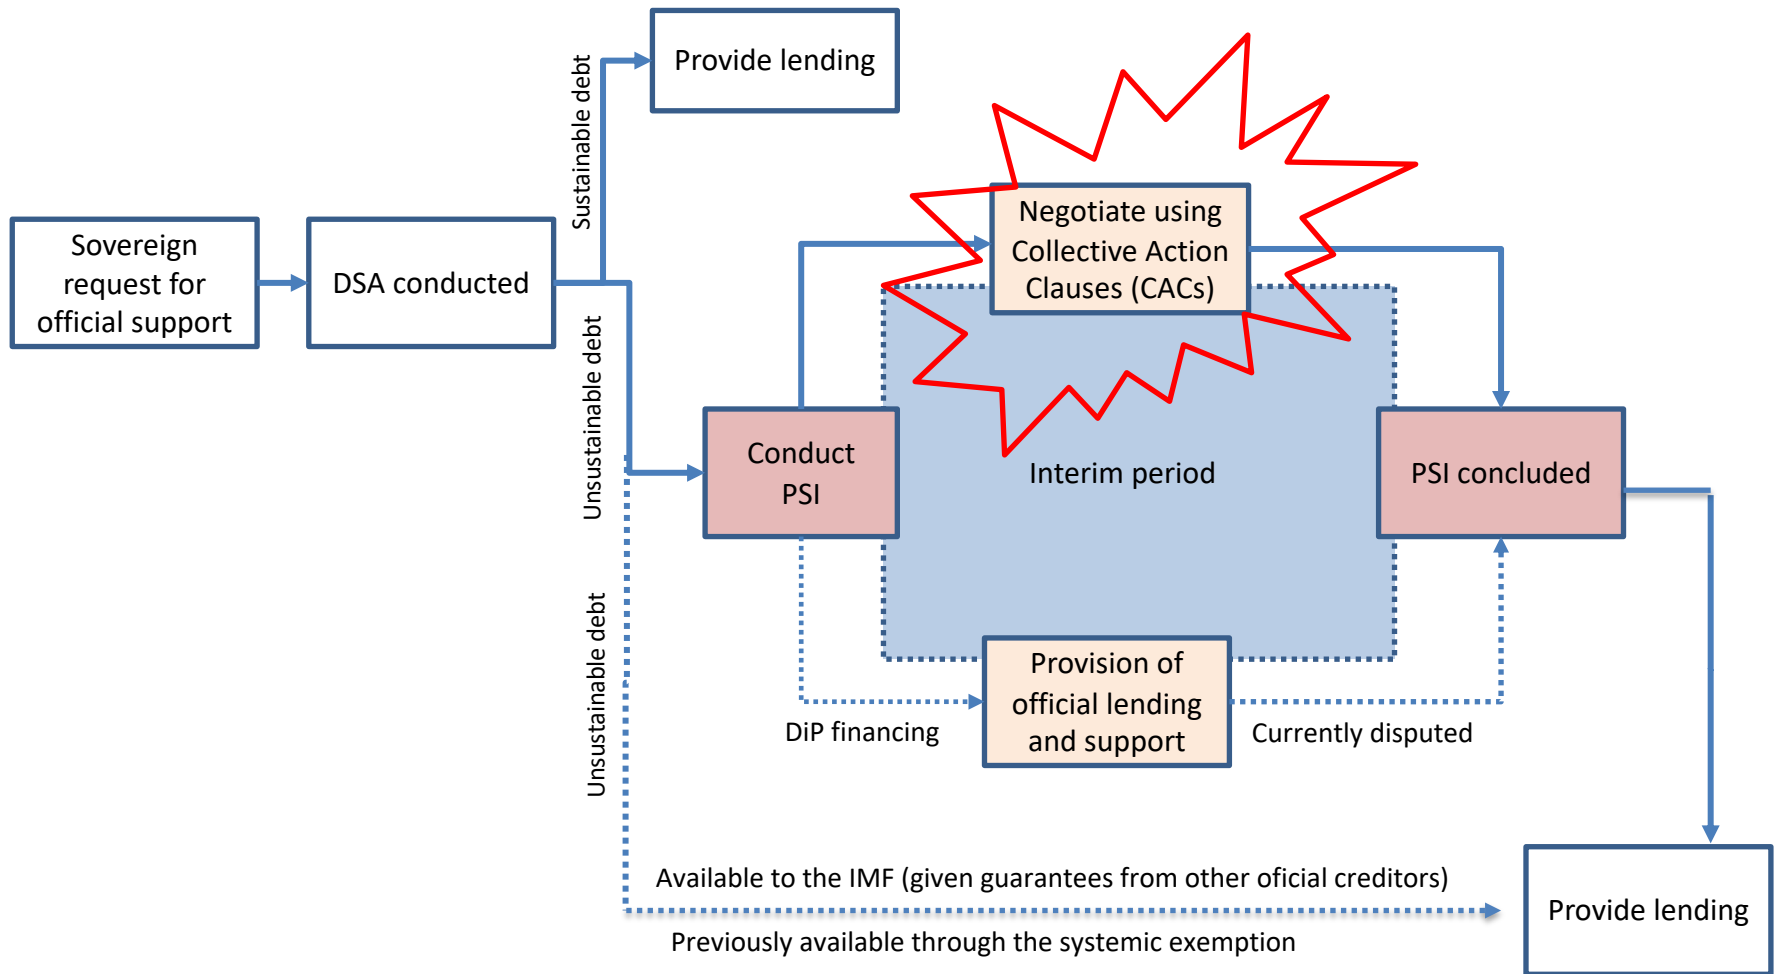 Provide lending
Sustainable debt
Sovereign
request for
official support
DSA conducted
Negotiate using
Collective Action
Clauses (CACs)
Unsustainable debt
Conduct
PSI
Interim period
PSI concluded
Unsustainable debt
Provision of
official lending
and support
DiP financing
Currently disputed
Available to the IMF (given guarantees from other oficial creditors)
Previously available through the systemic exemption
Provide lending